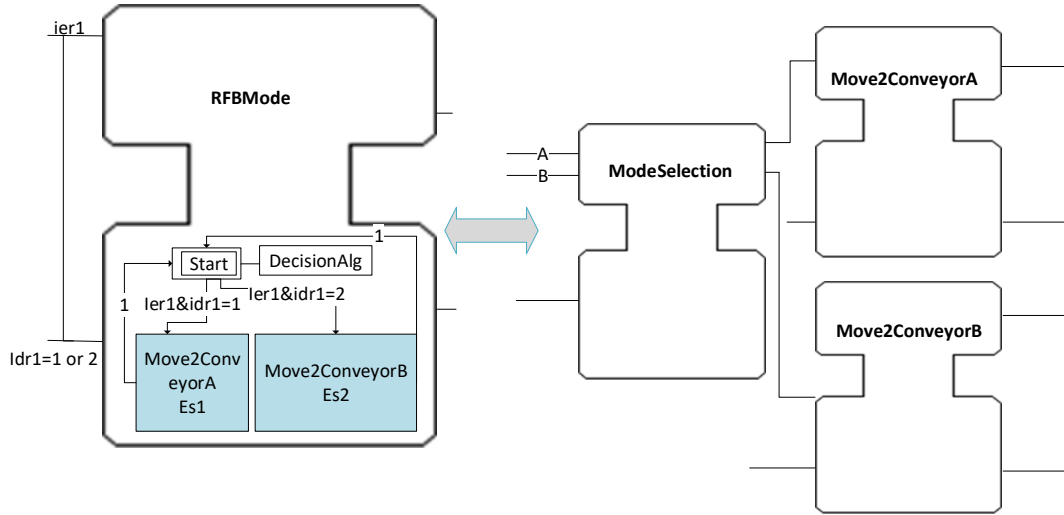 ier1
RFBMode
1
Start
DecisionAlg
1
Ier1&idr1=1
Ier1&idr1=2
Idr1=1 or 2
Move2Conv
eyorA
Es1
Move2ConveyorB
Es2
A
B
ModeSelection
Move2ConveyorA
Move2ConveyorB